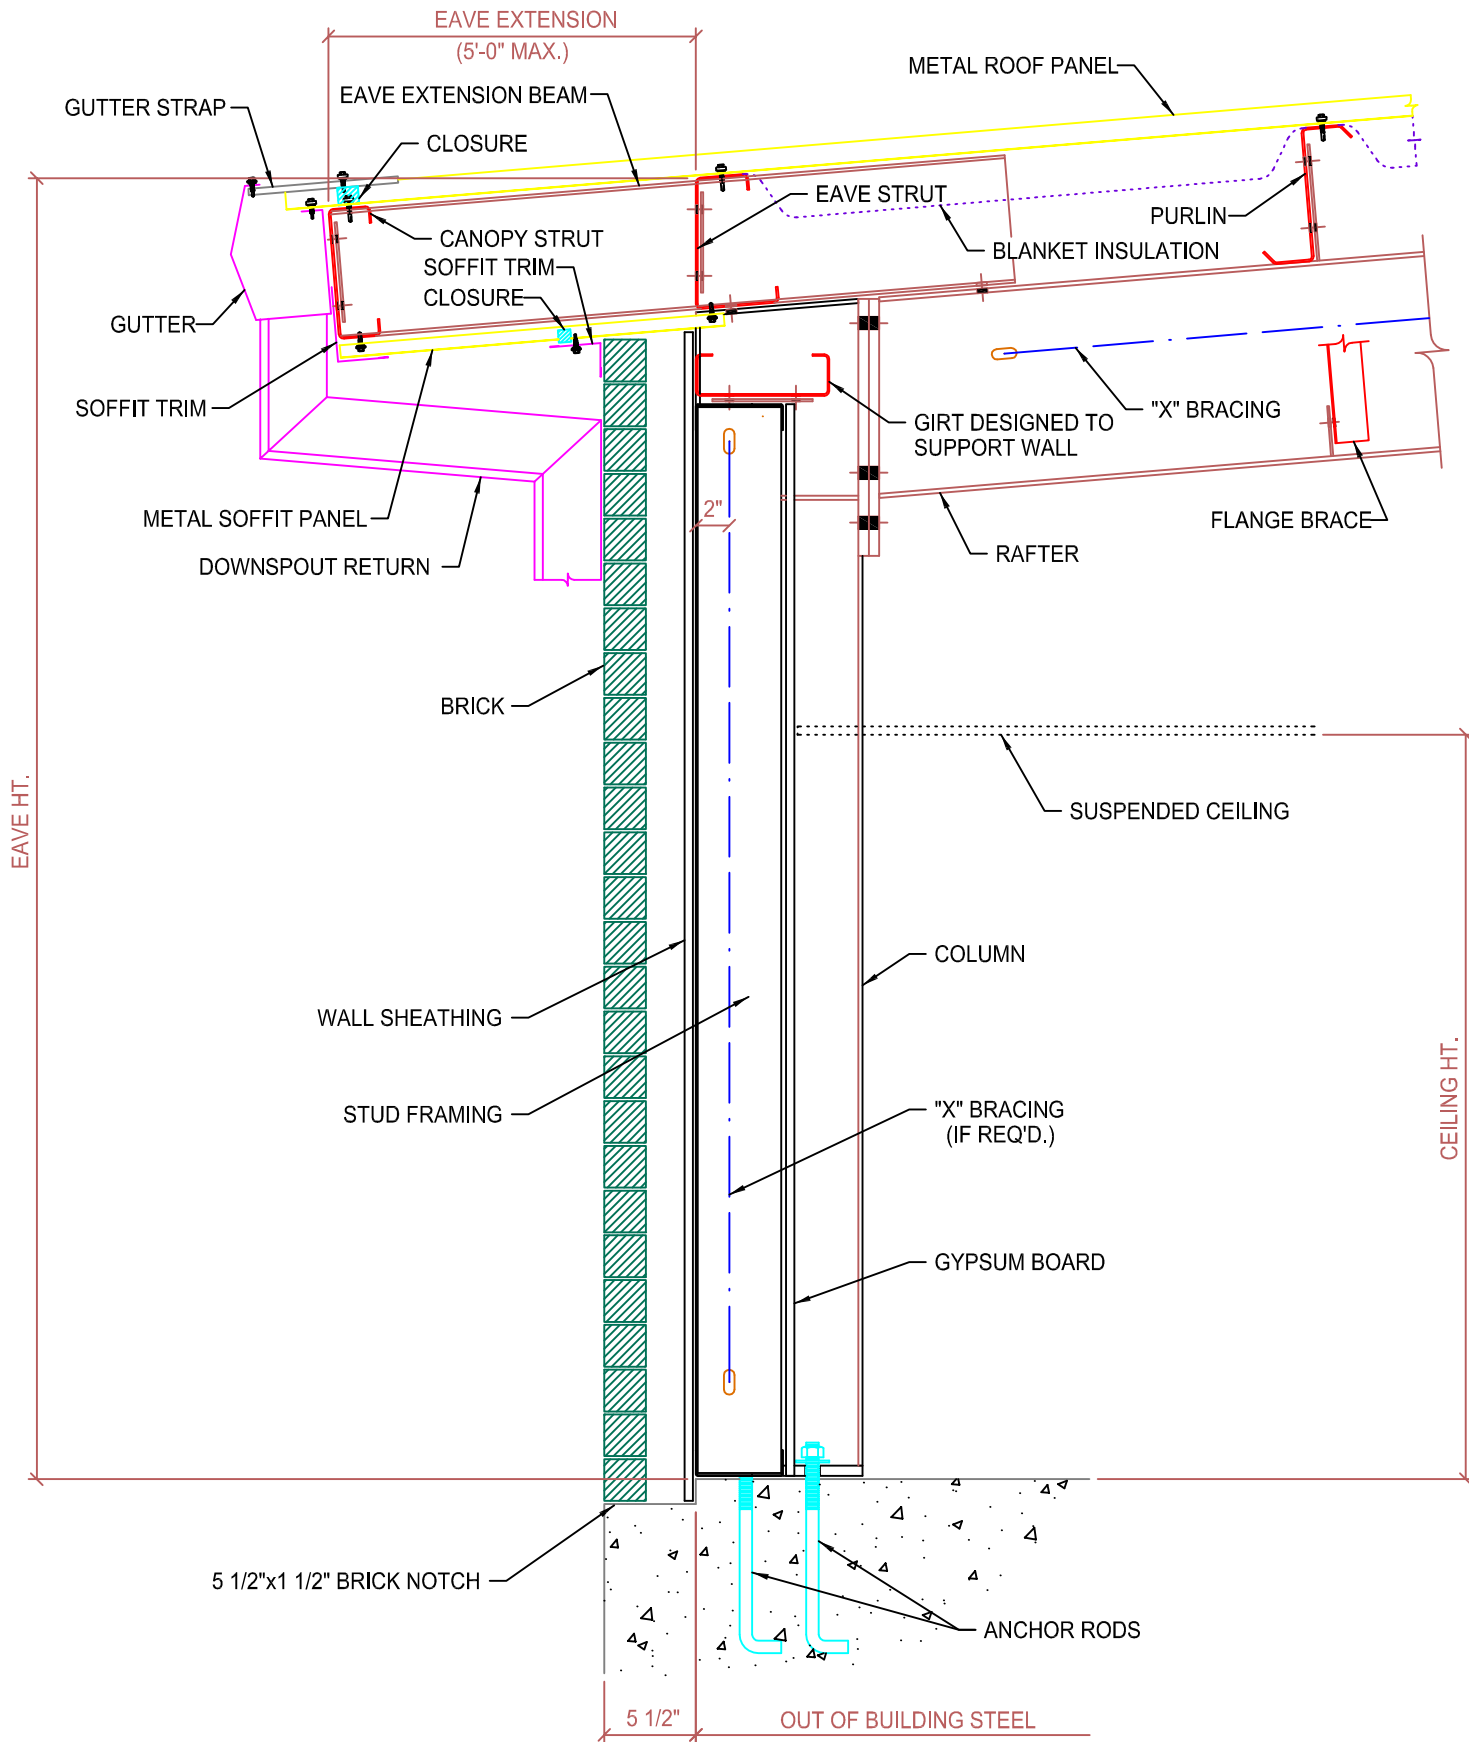 EAVE EXTENSION
(5'-0" MAX.)
METAL ROOF PANEL
GUTTER STRAP
EAVE EXTENSION BEAM
CLOSURE
EAVE STRUT
PURLIN
CANOPY STRUT
BLANKET INSULATION
SOFFIT TRIM
CLOSURE
GUTTER
SOFFIT TRIM
"X" BRACING
GIRT DESIGNED TO
SUPPORT WALL
2"
METAL SOFFIT PANEL
FLANGE BRACE
DOWNSPOUT RETURN
RAFTER
BRICK
EAVE HT.
SUSPENDED CEILING
COLUMN
WALL SHEATHING
CEILING HT.
STUD FRAMING
"X" BRACING
(IF REQ'D.)
GYPSUM BOARD
5 1/2"x1 1/2" BRICK NOTCH
ANCHOR RODS
5 1/2"
OUT OF BUILDING STEEL